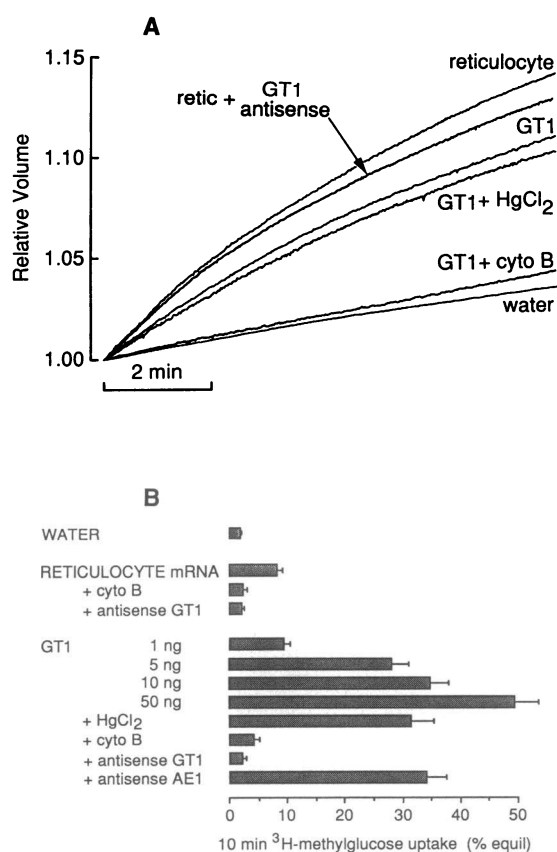 A
1.15
1.10
1.05
1.00
Relative Volume
reticulocyte
retic + GT1 antisense
GT1
GT1+ HgCl2
GT1+ cyto B
water
2 min
B
WATER
RETICULOCYTE mRNA
+ cyto B
+ antisense GT1
GT1 1 ng
5 ng
10 ng
50 ng
+ HgCl2
+ cyto B
+ antisense GT1
+ antisense AE1
0 10 20 30 40 50
10 min 3H-methylglucose uptake (% equil)